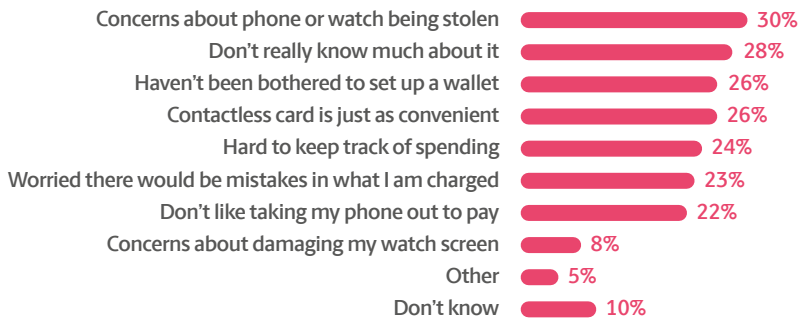 Concerns about phone or watch being stolen 30%
Don't really know much about it 28%
Haven't been bothered to set up a wallet 26%
Contactless card is just as convenient 26%
Hard to keep track of spending 24%
Worried there would be mistakes in what I am charged 23%
Don't like taking my phone out to pay 22%
Concerns about damaging my watch screen 8%
Other 5%
Don't know 10%